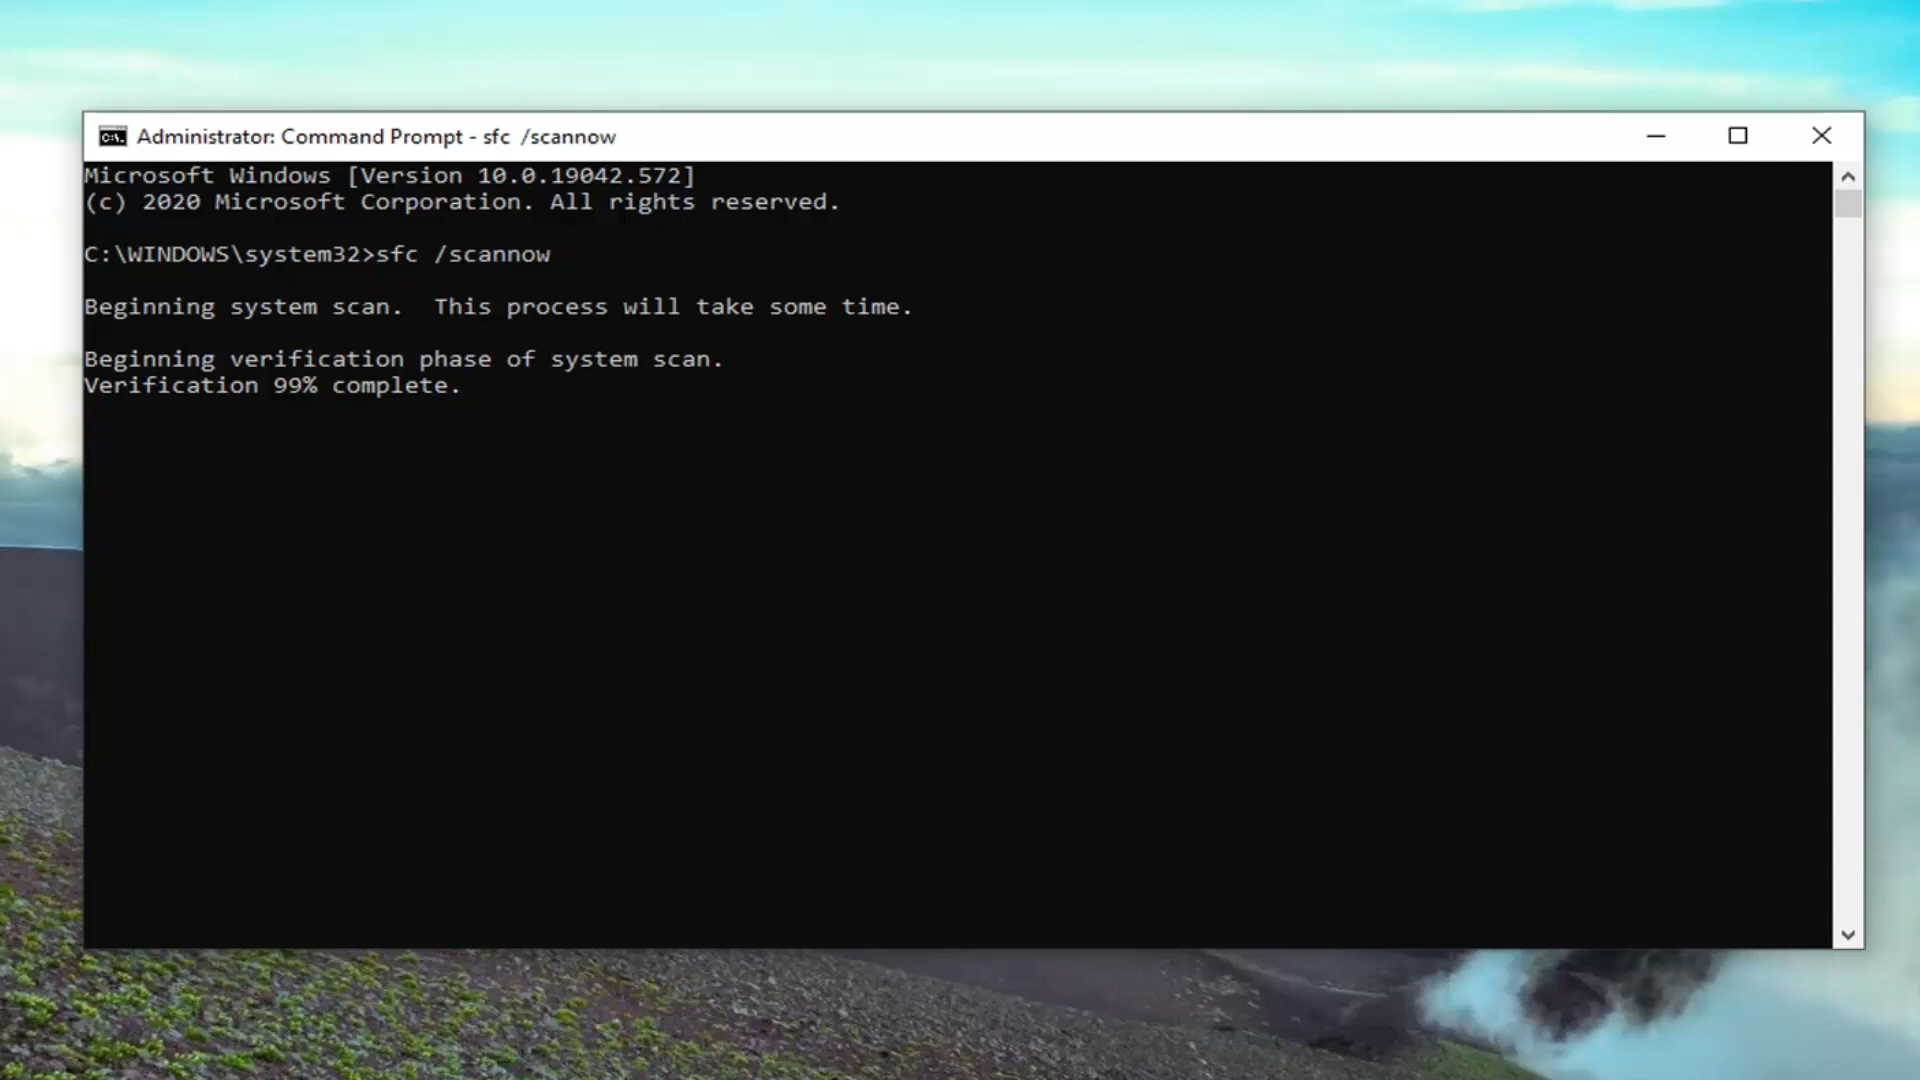 Administrator: Command Prompt - sfc  /scannow
Microsoft Windows [Version 10.0.19042.572]
(c) 2020 Microsoft Corporation. All rights reserved.
C:\WINDOWS\system32>sfc /scannow
Beginning system scan.  This process will take some time.
Beginning verification phase of system scan.
Verification 99% complete.